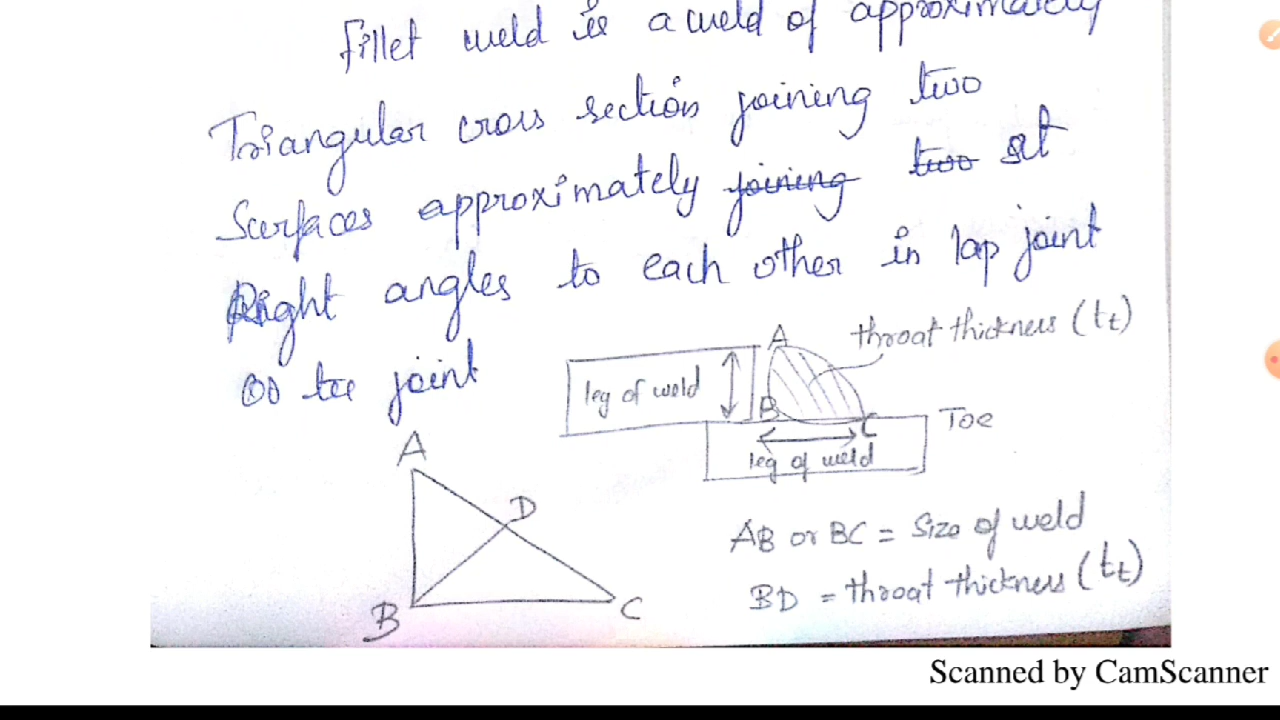 fillet weld is a weld of approximately
Triangular cross section joining two
Surfaces approximately joining two at
Right angles to each other in lap joint
or tee joint
throat thickness (tt)
A
leg of weld
B
C
Toe
leg of weld
A
D
B
C
AB or BC = Size of weld
BD = throat thickness (tt)
Scanned by CamScanner